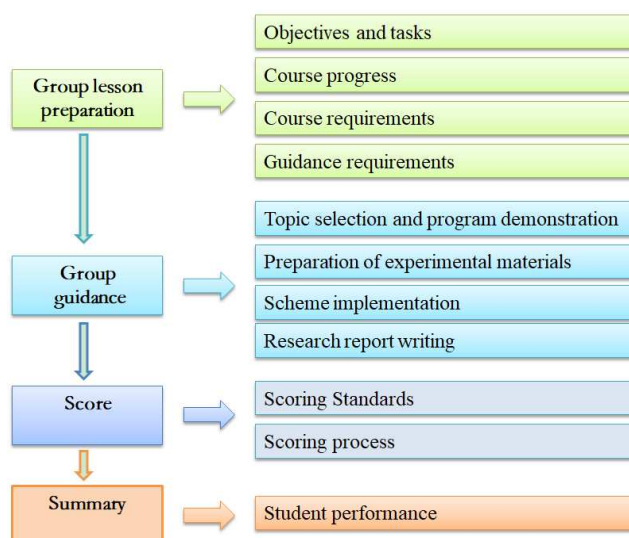 Group lesson
preparation
Objectives and tasks
Course progress
Course requirements
Guidance requirements
Group
guidance
Topic selection and program demonstration
Preparation of experimental materials
Scheme implementation
Research report writing
Score
Scoring Standards
Scoring process
Summary
Student performance